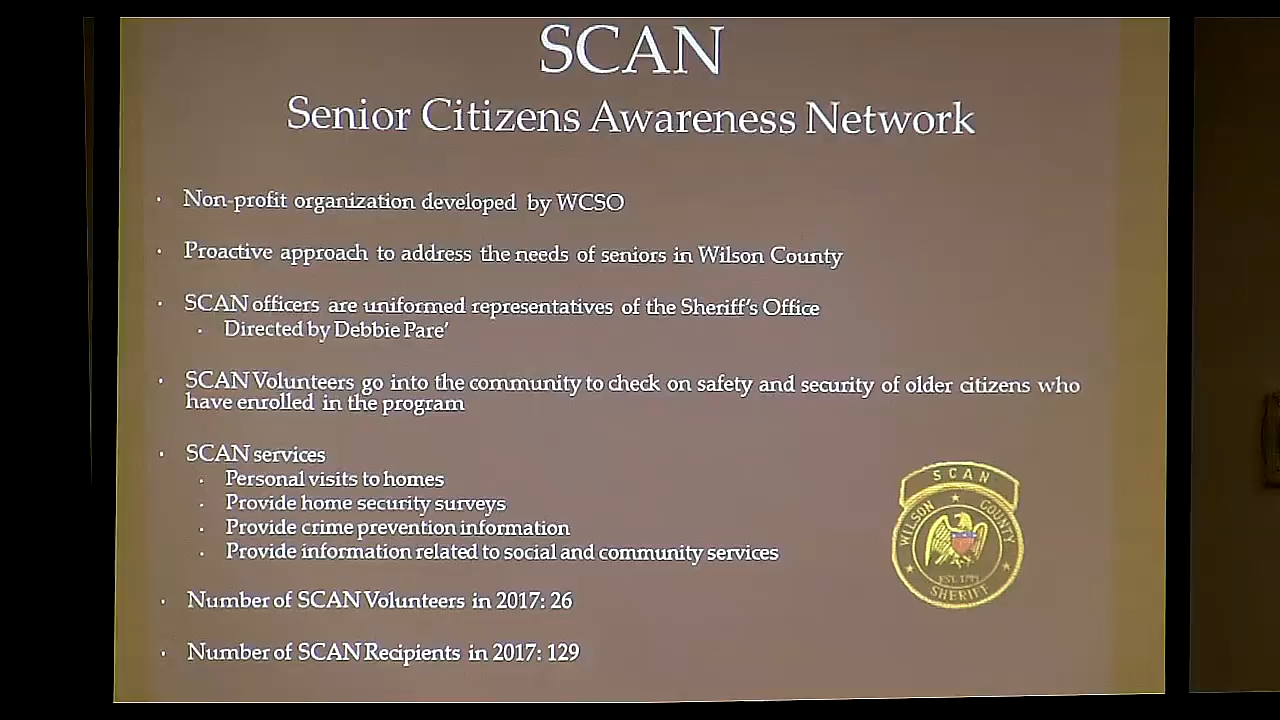 SCAN
Senior Citizens Awareness Network
· Non-profit organization developed by WCSO
· Proactive approach to address the needs of seniors in Wilson County
· SCAN officers are uniformed representatives of the Sheriff's Office
· Directed by Debbie Pare'
· SCAN Volunteers go into the community to check on safety and security of older citizens who
have enrolled in the program
· SCAN services
· Personal visits to homes
· Provide home security surveys
· Provide crime prevention information
· Provide information related to social and community services
SCAN
WILSON COUNTY
EST. 1799
SHERIFF
· Number of SCAN Volunteers in 2017: 26
· Number of SCAN Recipients in 2017: 129